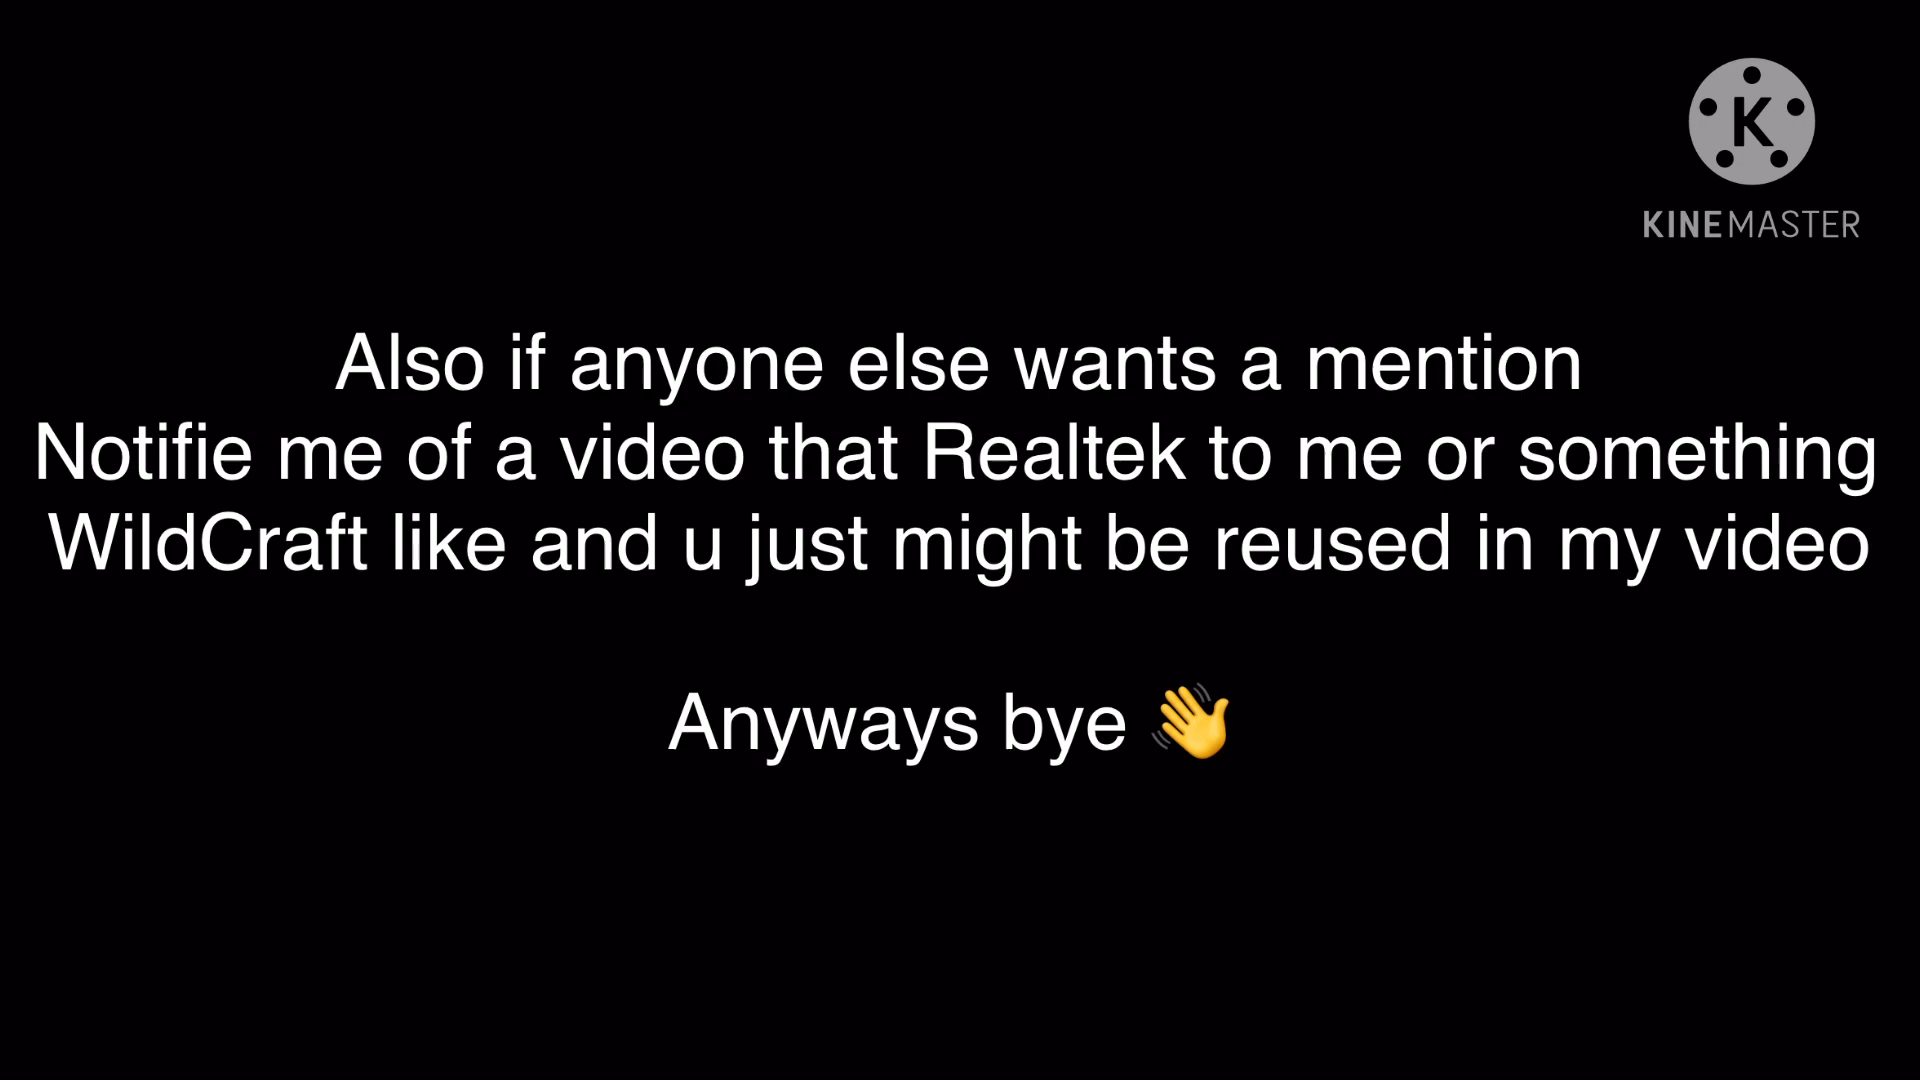 K
KINEMASTER
Also if anyone else wants a mention
Notifie me of a video that Realtek to me or something
WildCraft like and u just might be reused in my video
Anyways bye 👋